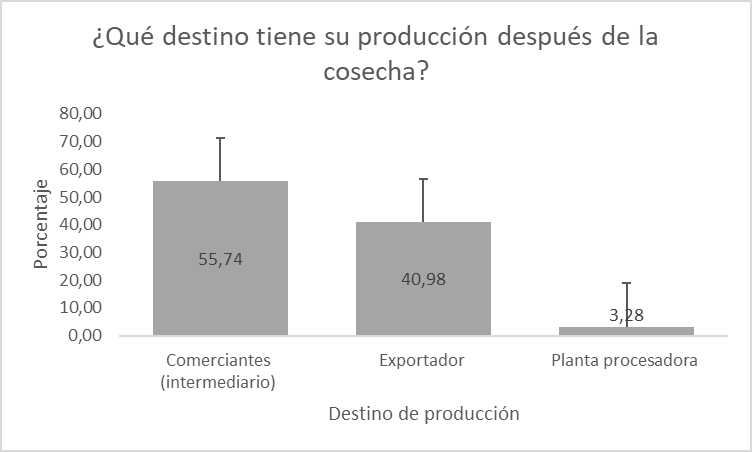 ¿Qué destino tiene su producción después de la
cosecha?
80,00
70,00
60,00
50,00
40,00
30,00
20,00
10,00
0,00
Porcentaje
55,74
40,98
3,28
Comerciantes
(intermediario)
Exportador
Planta procesadora
Destino de producción